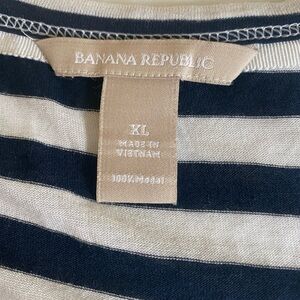 BANANA REPUBLIC
XL
MADE IN
VIETNAM
100% Modal